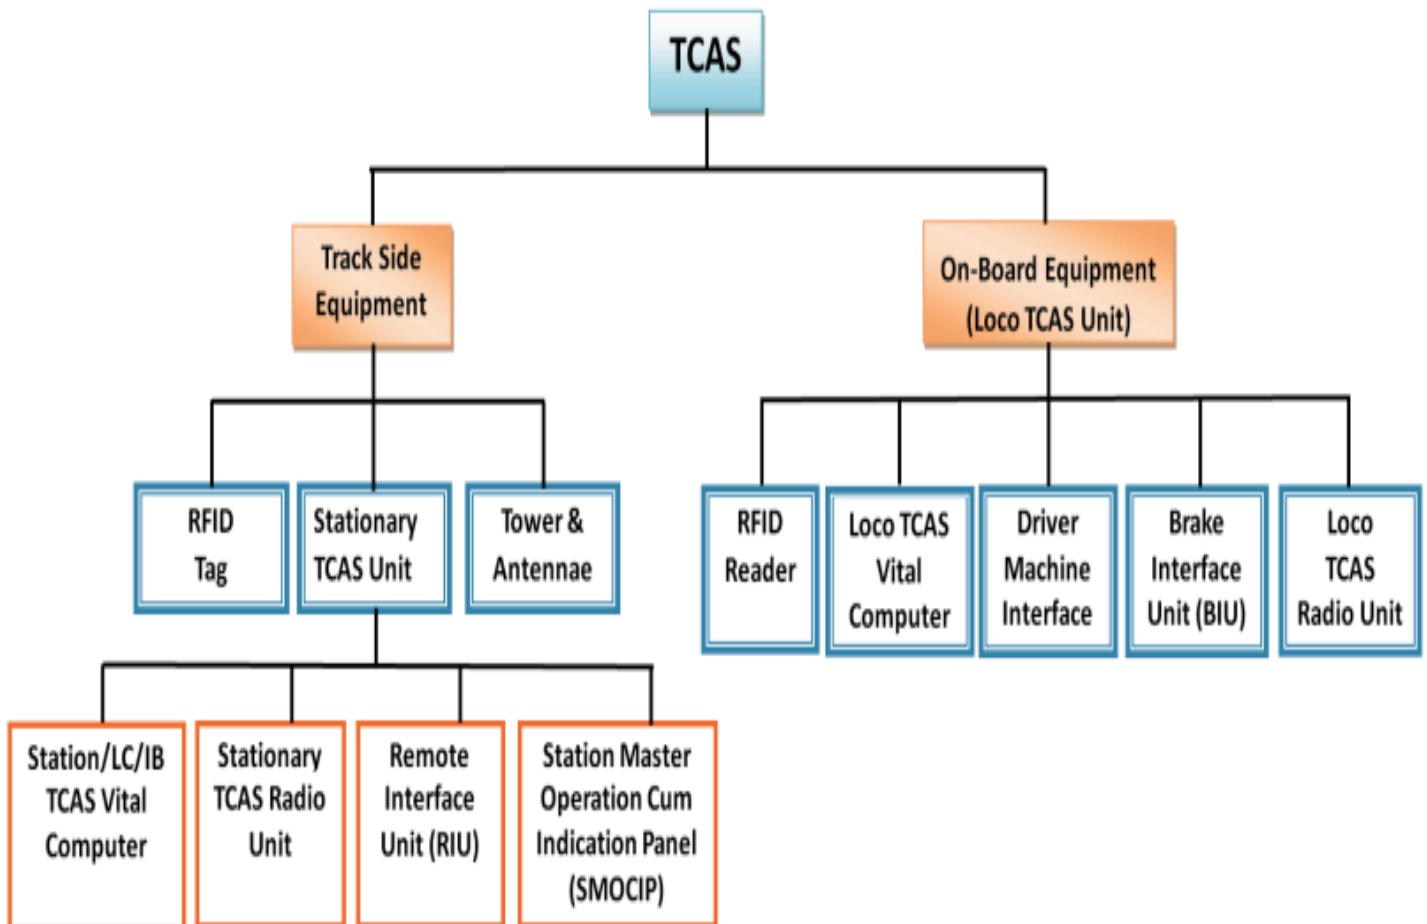 TCAS
Track Side
Equipment
On-Board Equipment
(Loco TCAS Unit)
RFID
Tag
Stationary
TCAS Unit
Tower &
Antennae
RFID
Reader
Loco TCAS
Vital
Computer
Driver
Machine
Interface
Brake
Interface
Unit (BIU)
Loco
TCAS
Radio Unit
Station/LC/IB
TCAS Vital
Computer
Stationary
TCAS Radio
Unit
Remote
Interface
Unit (RIU)
Station Master
Operation Cum
Indication Panel
(SMOCIP)